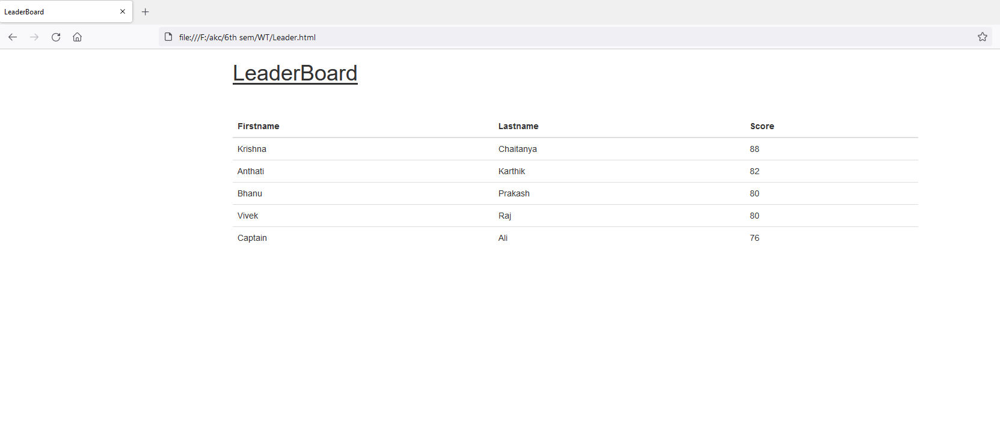 LeaderBoard
file:///F:/akc/6th sem/WT/Leader.html
LeaderBoard
Firstname Lastname Score
Krishna Chaitanya 88
Anthati Karthik 82
Bhanu Prakash 80
Vivek Raj 80
Captain Ali 76